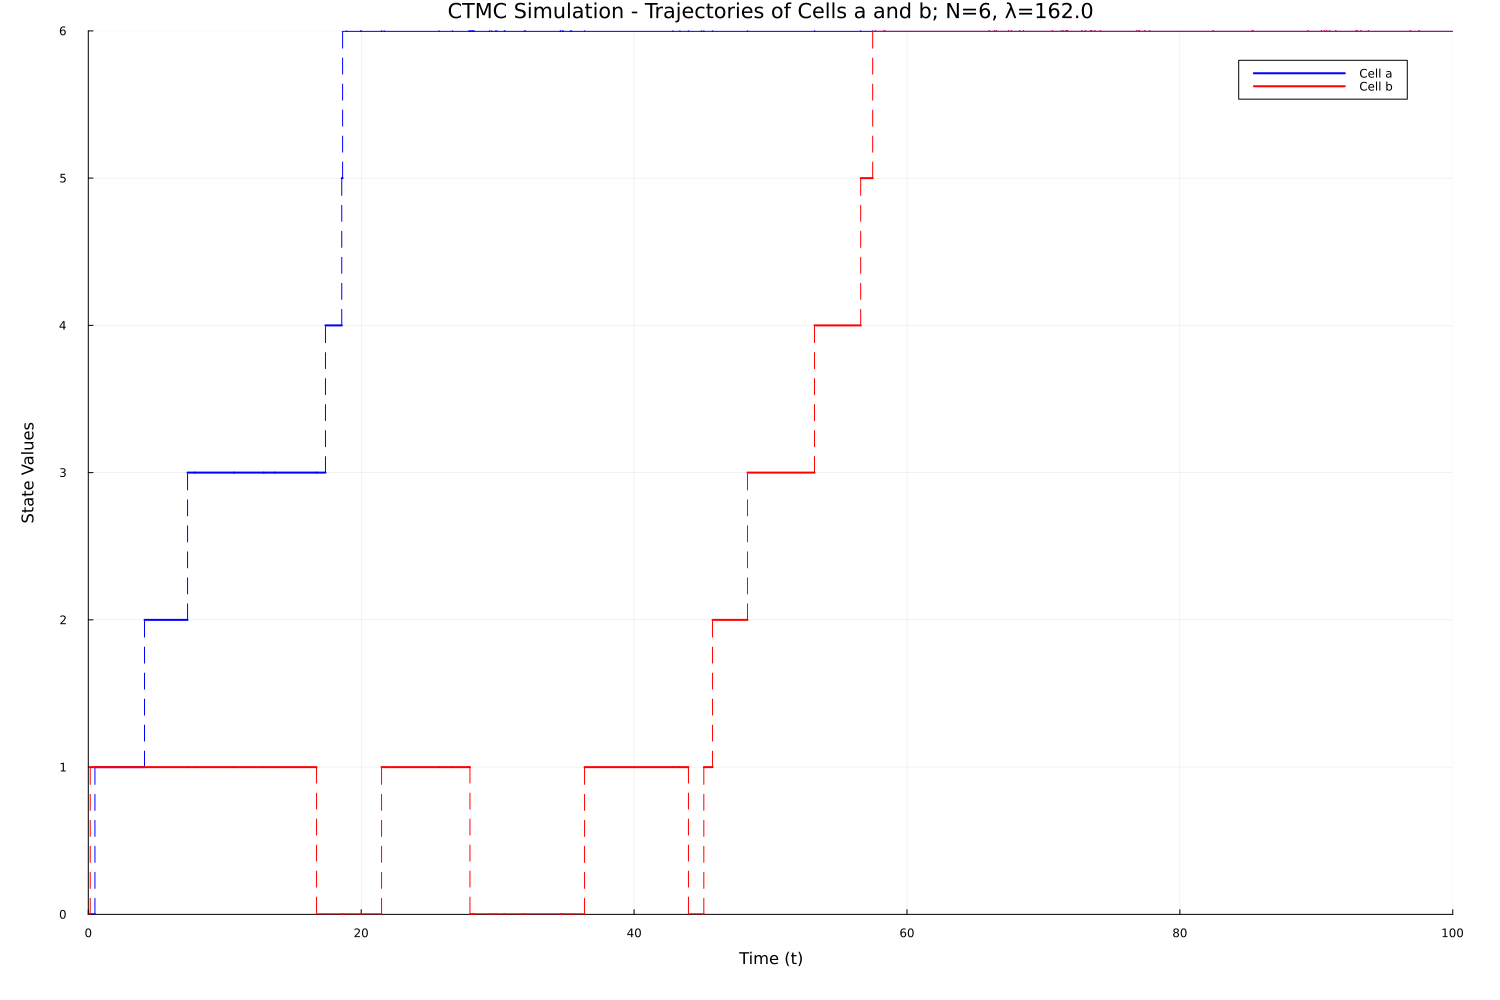 CTMC Simulation - Trajectories of Cells a and b; N=6, λ=162.0
6
Cell a
Cell b
5
4
State Values
3
2
1
0
0 20 40 60 80 100
Time (t)